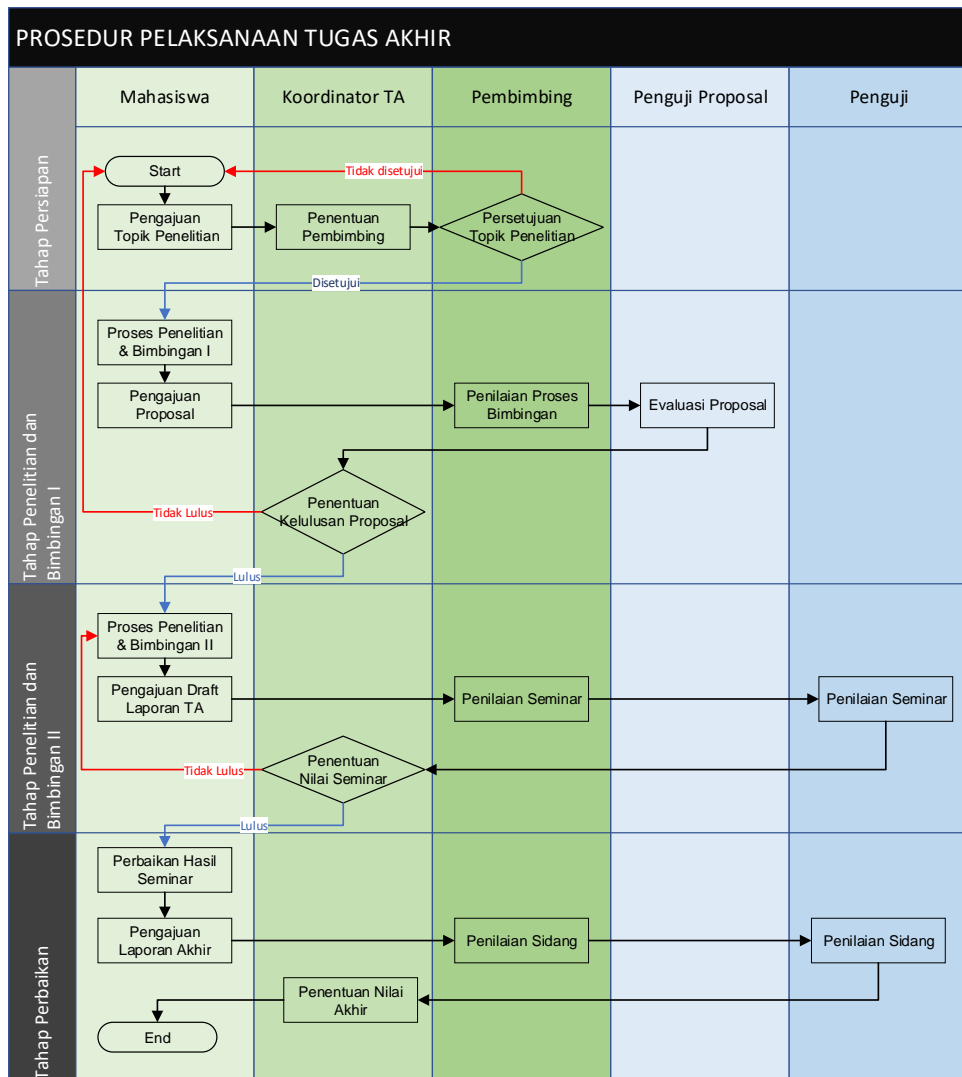 PROSEDUR PELAKSANAAN TUGAS AKHIR
Mahasiswa
Koordinator TA
Pembimbing
Penguji Proposal
Penguji
Tahap Persiapan
Start
Tidak disetujui
Pengajuan
Topik Penelitian
Penentuan
Pembimbing
Persetujuan
Topik Penelitian
Disetujui
Tahap Penelitian dan
Bimbingan I
Proses Penelitian
& Bimbingan I
Pengajuan
Proposal
Penilaian Proses
Bimbingan
Evaluasi Proposal
Penentuan
Kelulusan Proposal
Tidak Lulus
Lulus
Tahap Penelitian dan
Bimbingan II
Proses Penelitian
& Bimbingan II
Pengajuan Draft
Laporan TA
Penilaian Seminar
Penilaian Seminar
Penentuan
Nilai Seminar
Tidak Lulus
Lulus
Tahap Perbaikan
Perbaikan Hasil
Seminar
Pengajuan
Laporan Akhir
Penilaian Sidang
Penilaian Sidang
Penentuan Nilai
Akhir
End